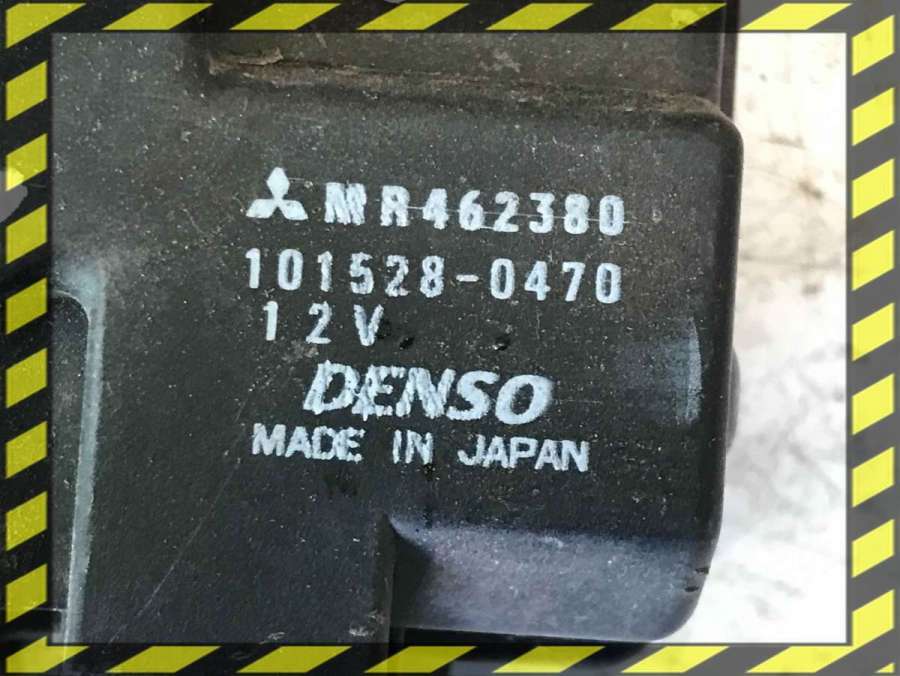 MR462380
101528-0470
12V
DENSO
MADE IN JAPAN